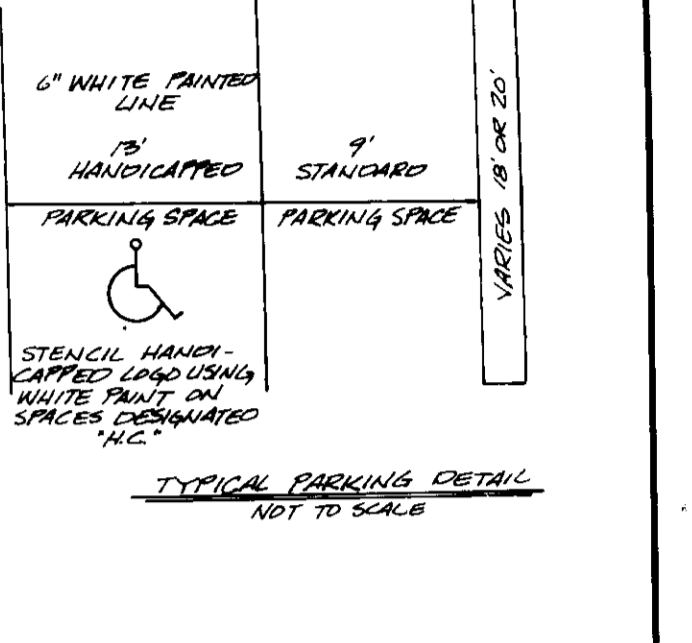 6" WHITE PAINTED
LINE
13'
HANDICAPPED
PARKING SPACE
9'
STANDARD
PARKING SPACE
VARIES 18' OR 20'
STENCIL HANDI-
CAPPED LOGO USING
WHITE PAINT ON
SPACES DESIGNATED
"H.C."
TYPICAL PARKING DETAIL
NOT TO SCALE